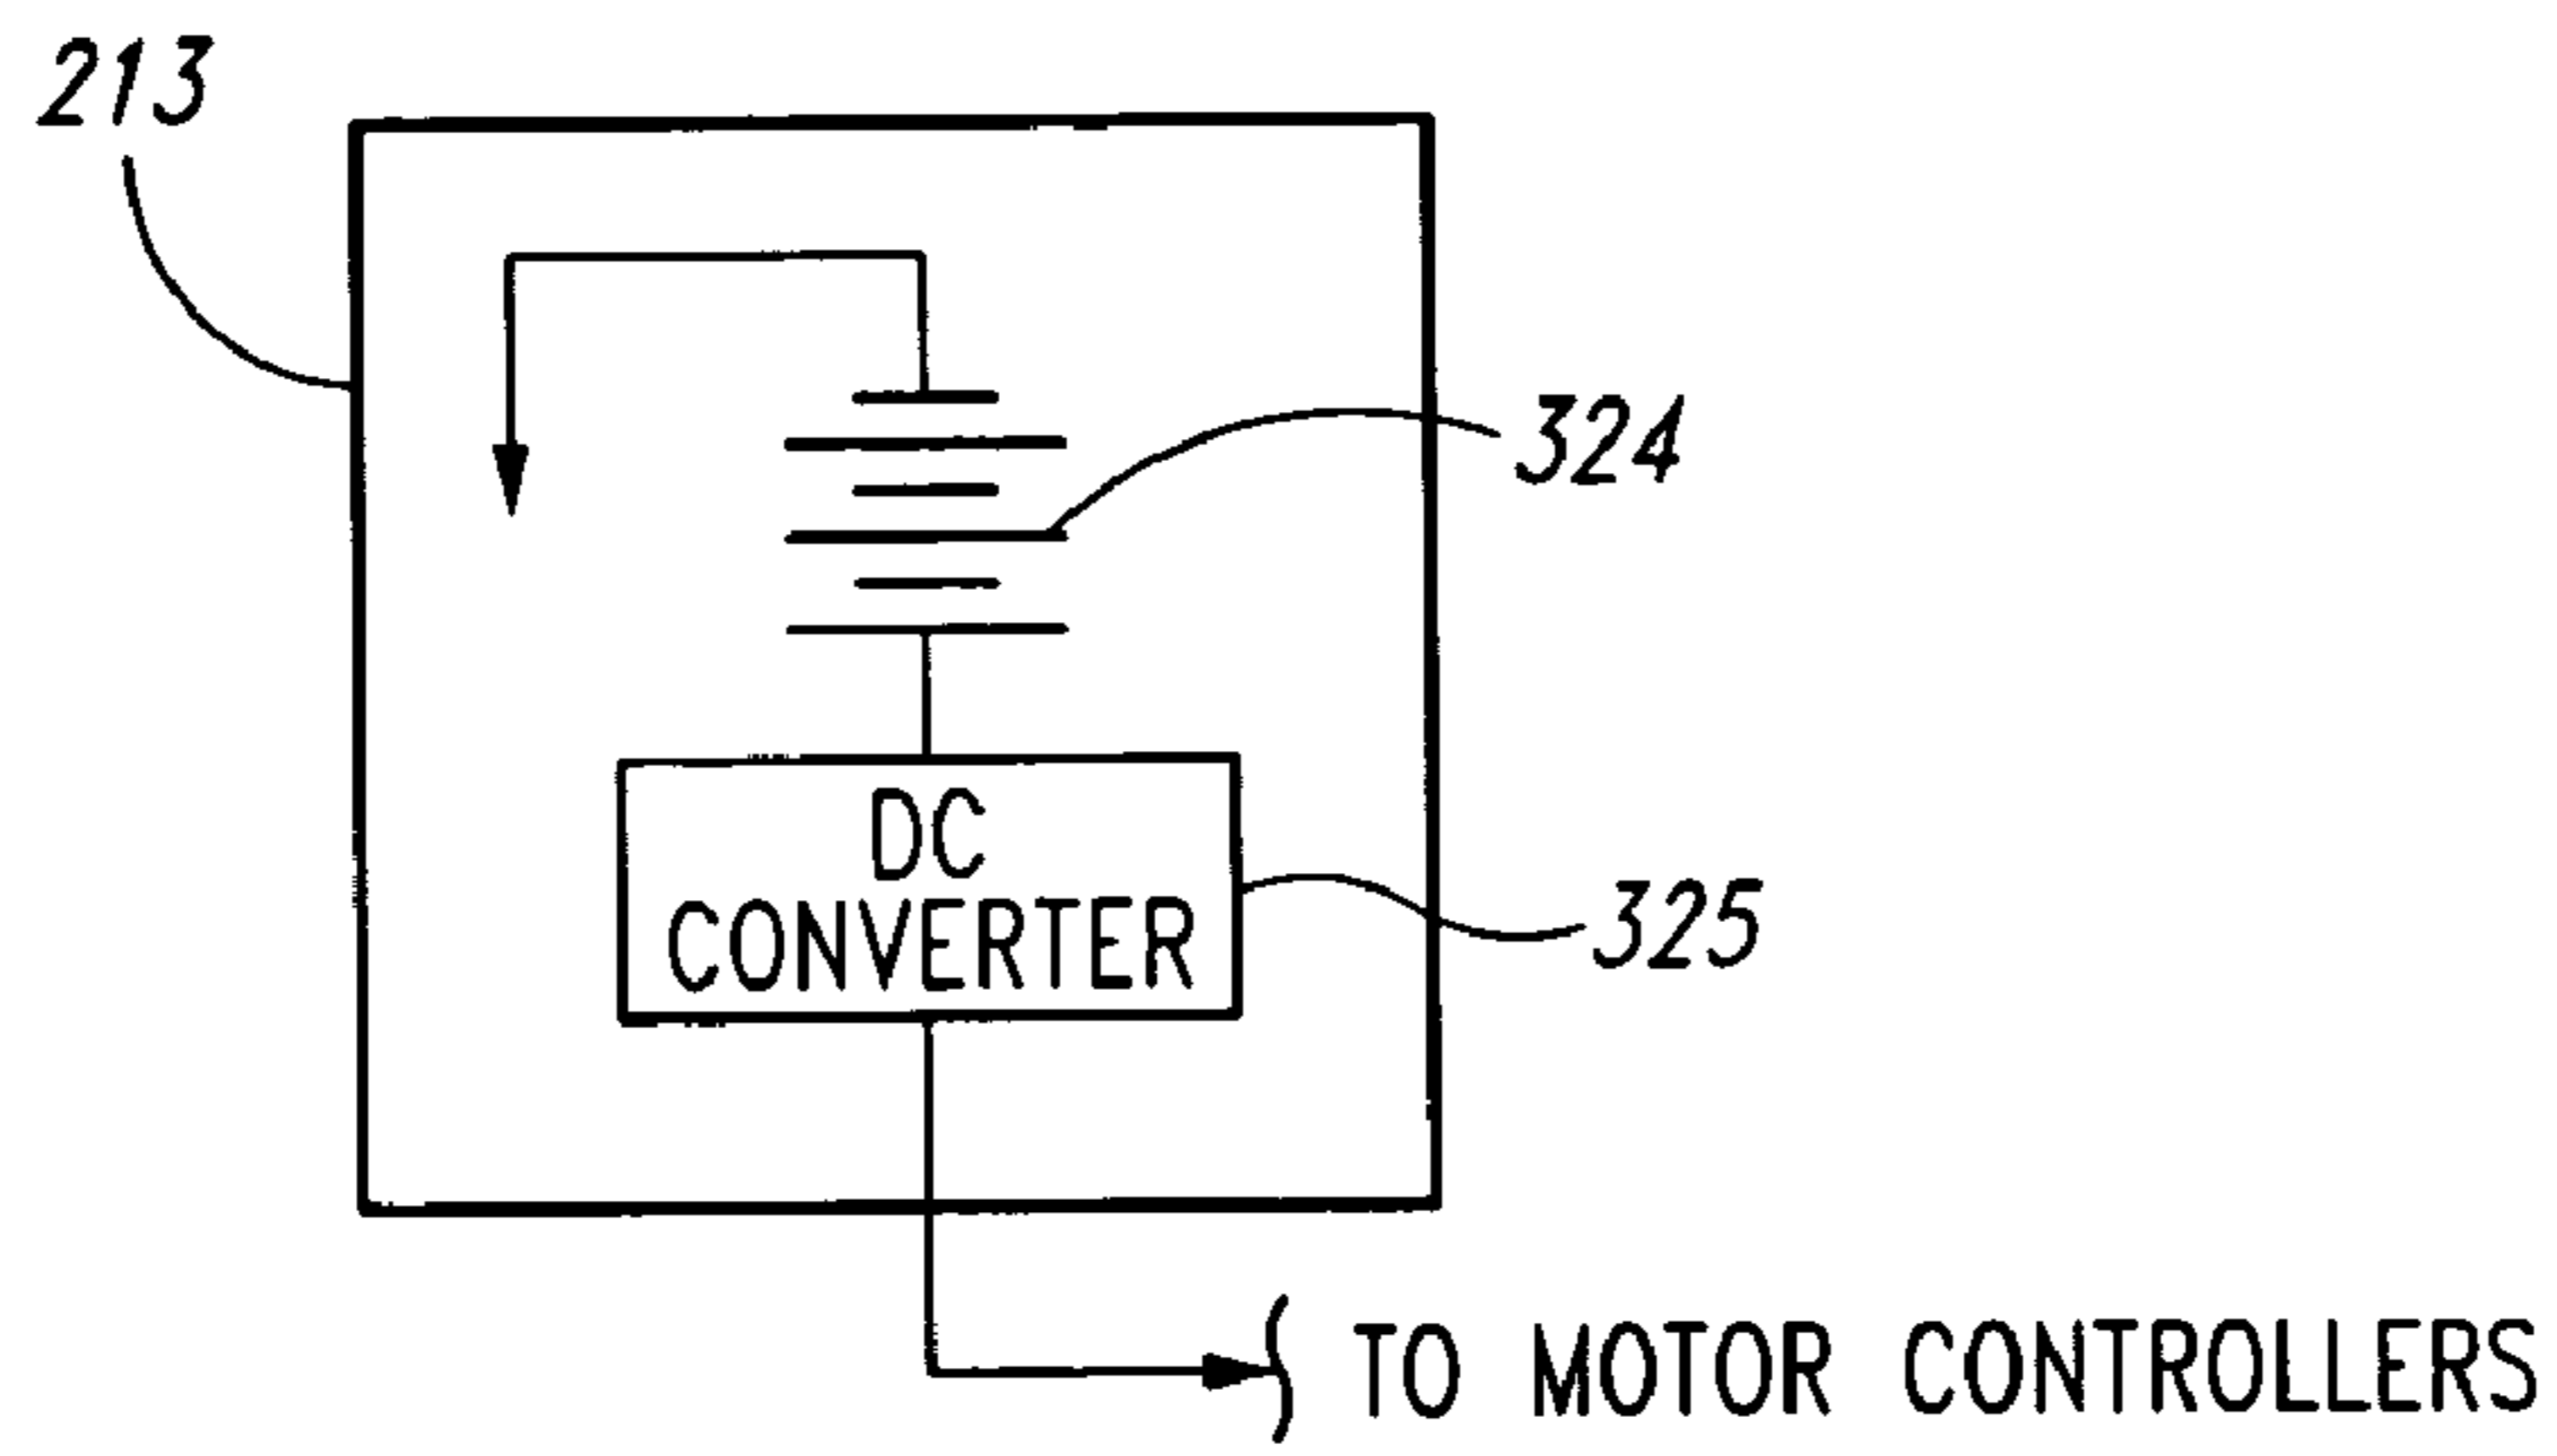 213
324
DC
CONVERTER
325
TO MOTOR CONTROLLERS